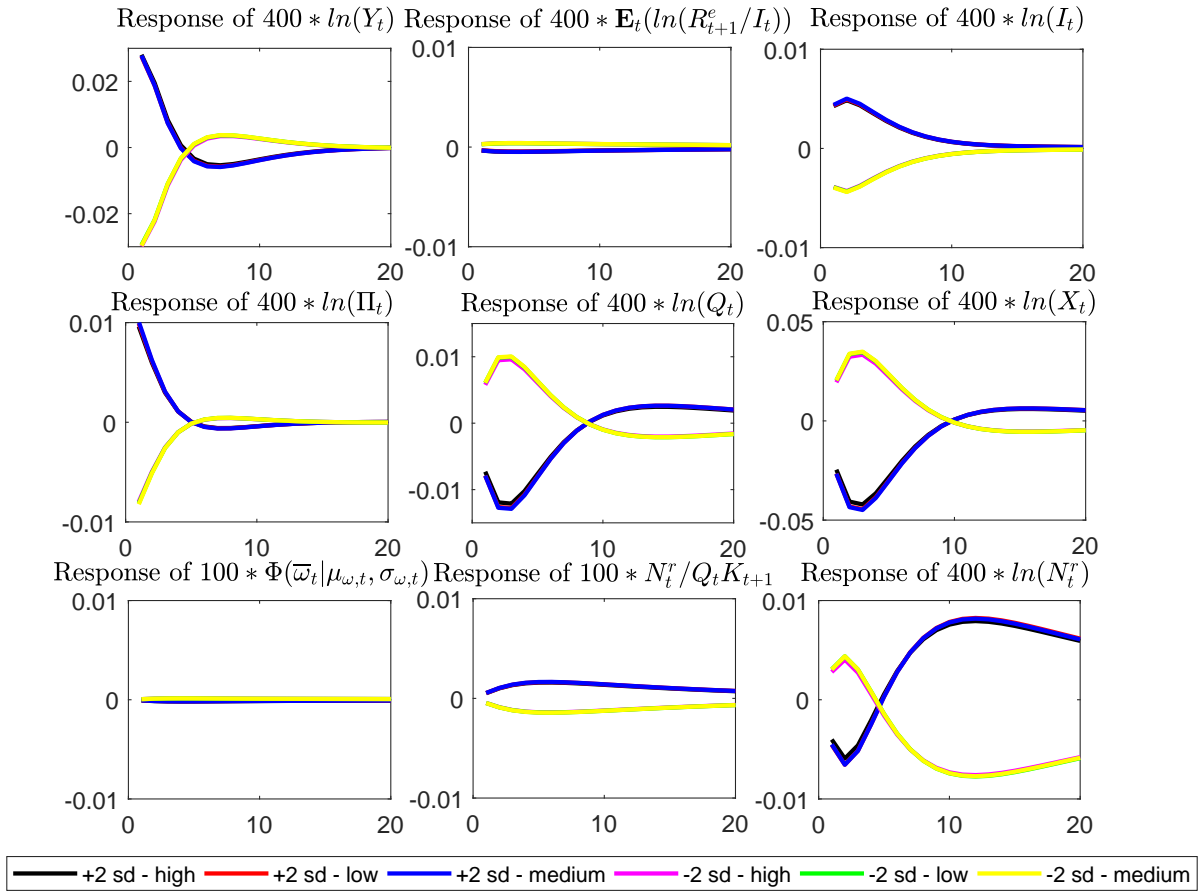 Response of 400 ∗ ln(Y_t)
Response of 400 ∗ E_t(ln(R^e_{t+1}/I_t))
Response of 400 ∗ ln(I_t)
0.02
0
-0.02
0 10 20
0.01
0
-0.01
0 10 20
0.01
0
-0.01
0 10 20
Response of 400 ∗ ln(Π_t)
Response of 400 ∗ ln(Q_t)
Response of 400 ∗ ln(X_t)
0.01
0
-0.01
0 10 20
0.01
0
-0.01
0 10 20
0.05
0
-0.05
0 10 20
Response of 100 ∗ Φ(ω̅_t|μ_{ω,t}, σ_{ω,t})
Response of 100 ∗ N^r_t/Q_tK_{t+1}
Response of 400 ∗ ln(N^r_t)
0.01
0
-0.01
0 10 20
0.01
0
-0.01
0 10 20
0.01
0
-0.01
0 10 20
+2 sd - high +2 sd - low +2 sd - medium -2 sd - high -2 sd - low -2 sd - medium